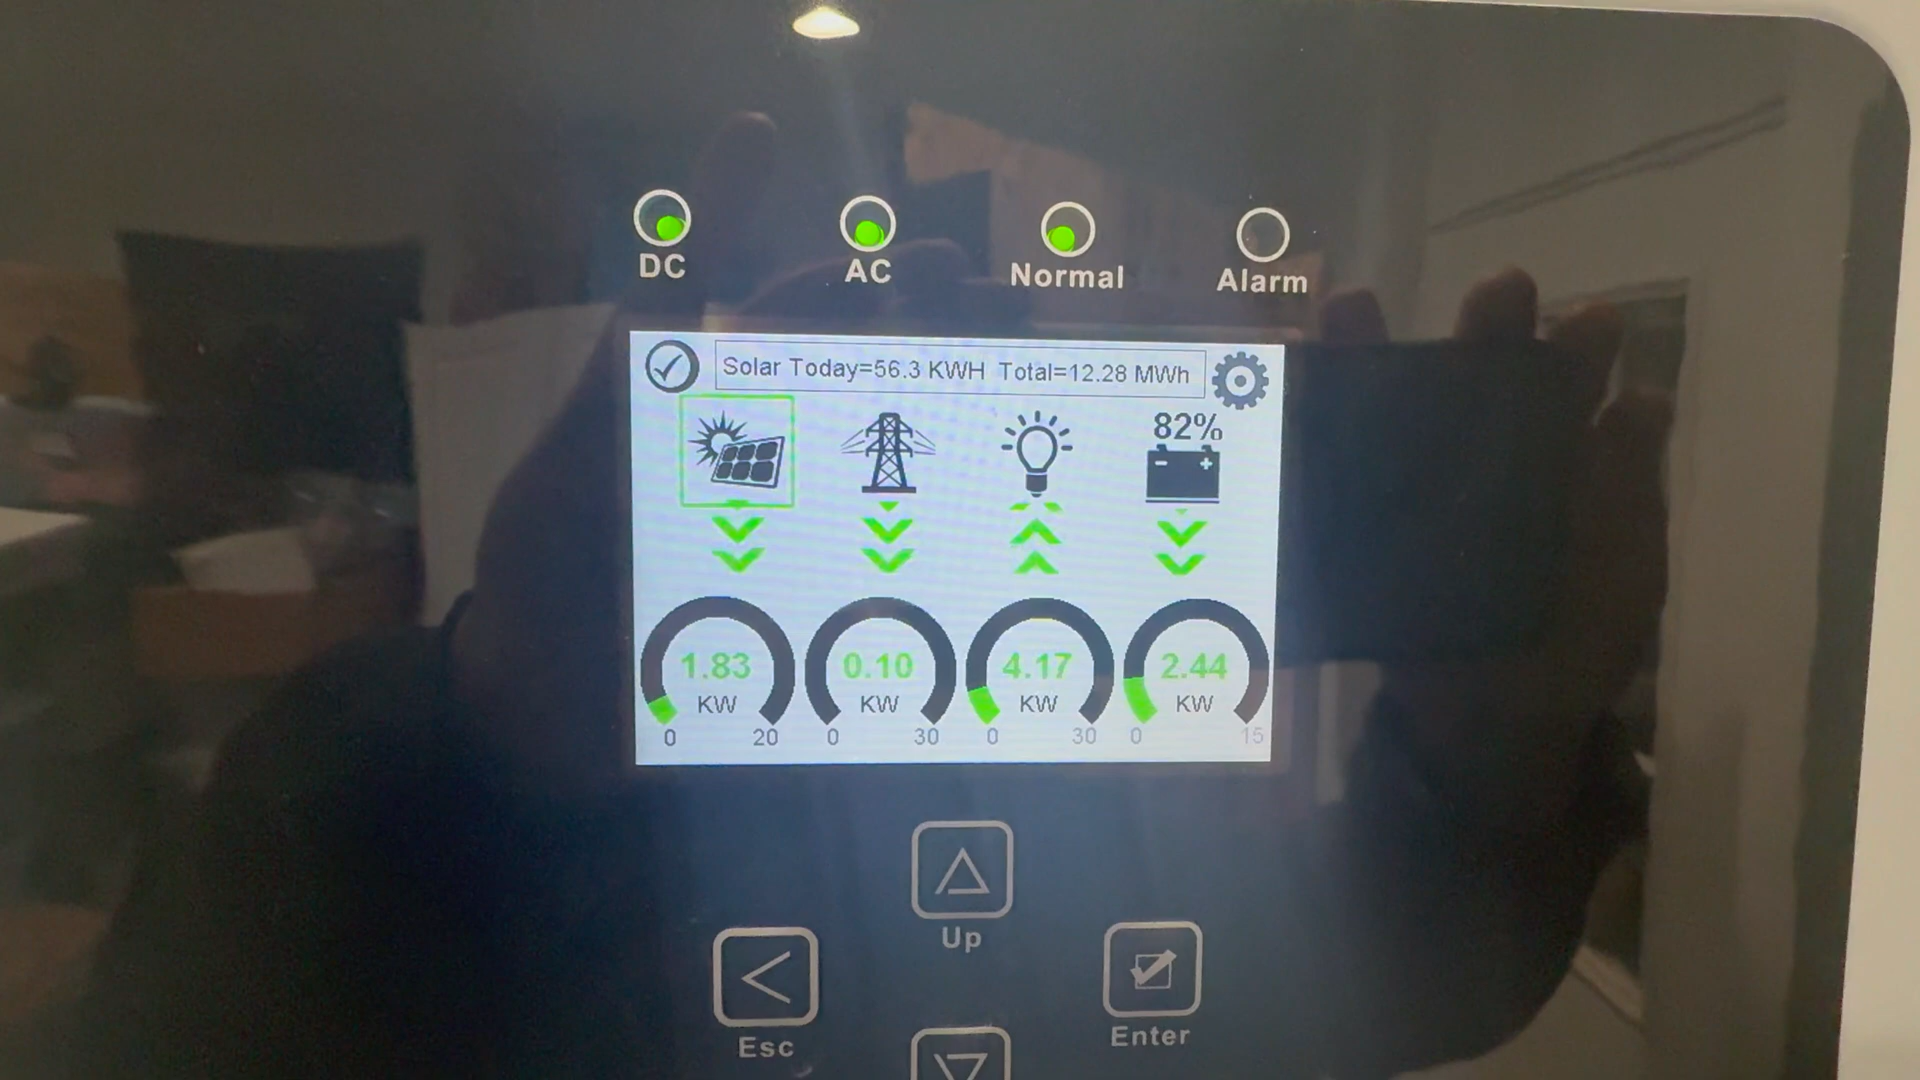 DC AC Normal Alarm
Solar Today=56.3 KWH Total=12.28 MWh
82%
- +
1.83 0.10 4.17 2.44
KW KW KW KW
0 20 0 30 0 30 0 15
Up
Esc Enter